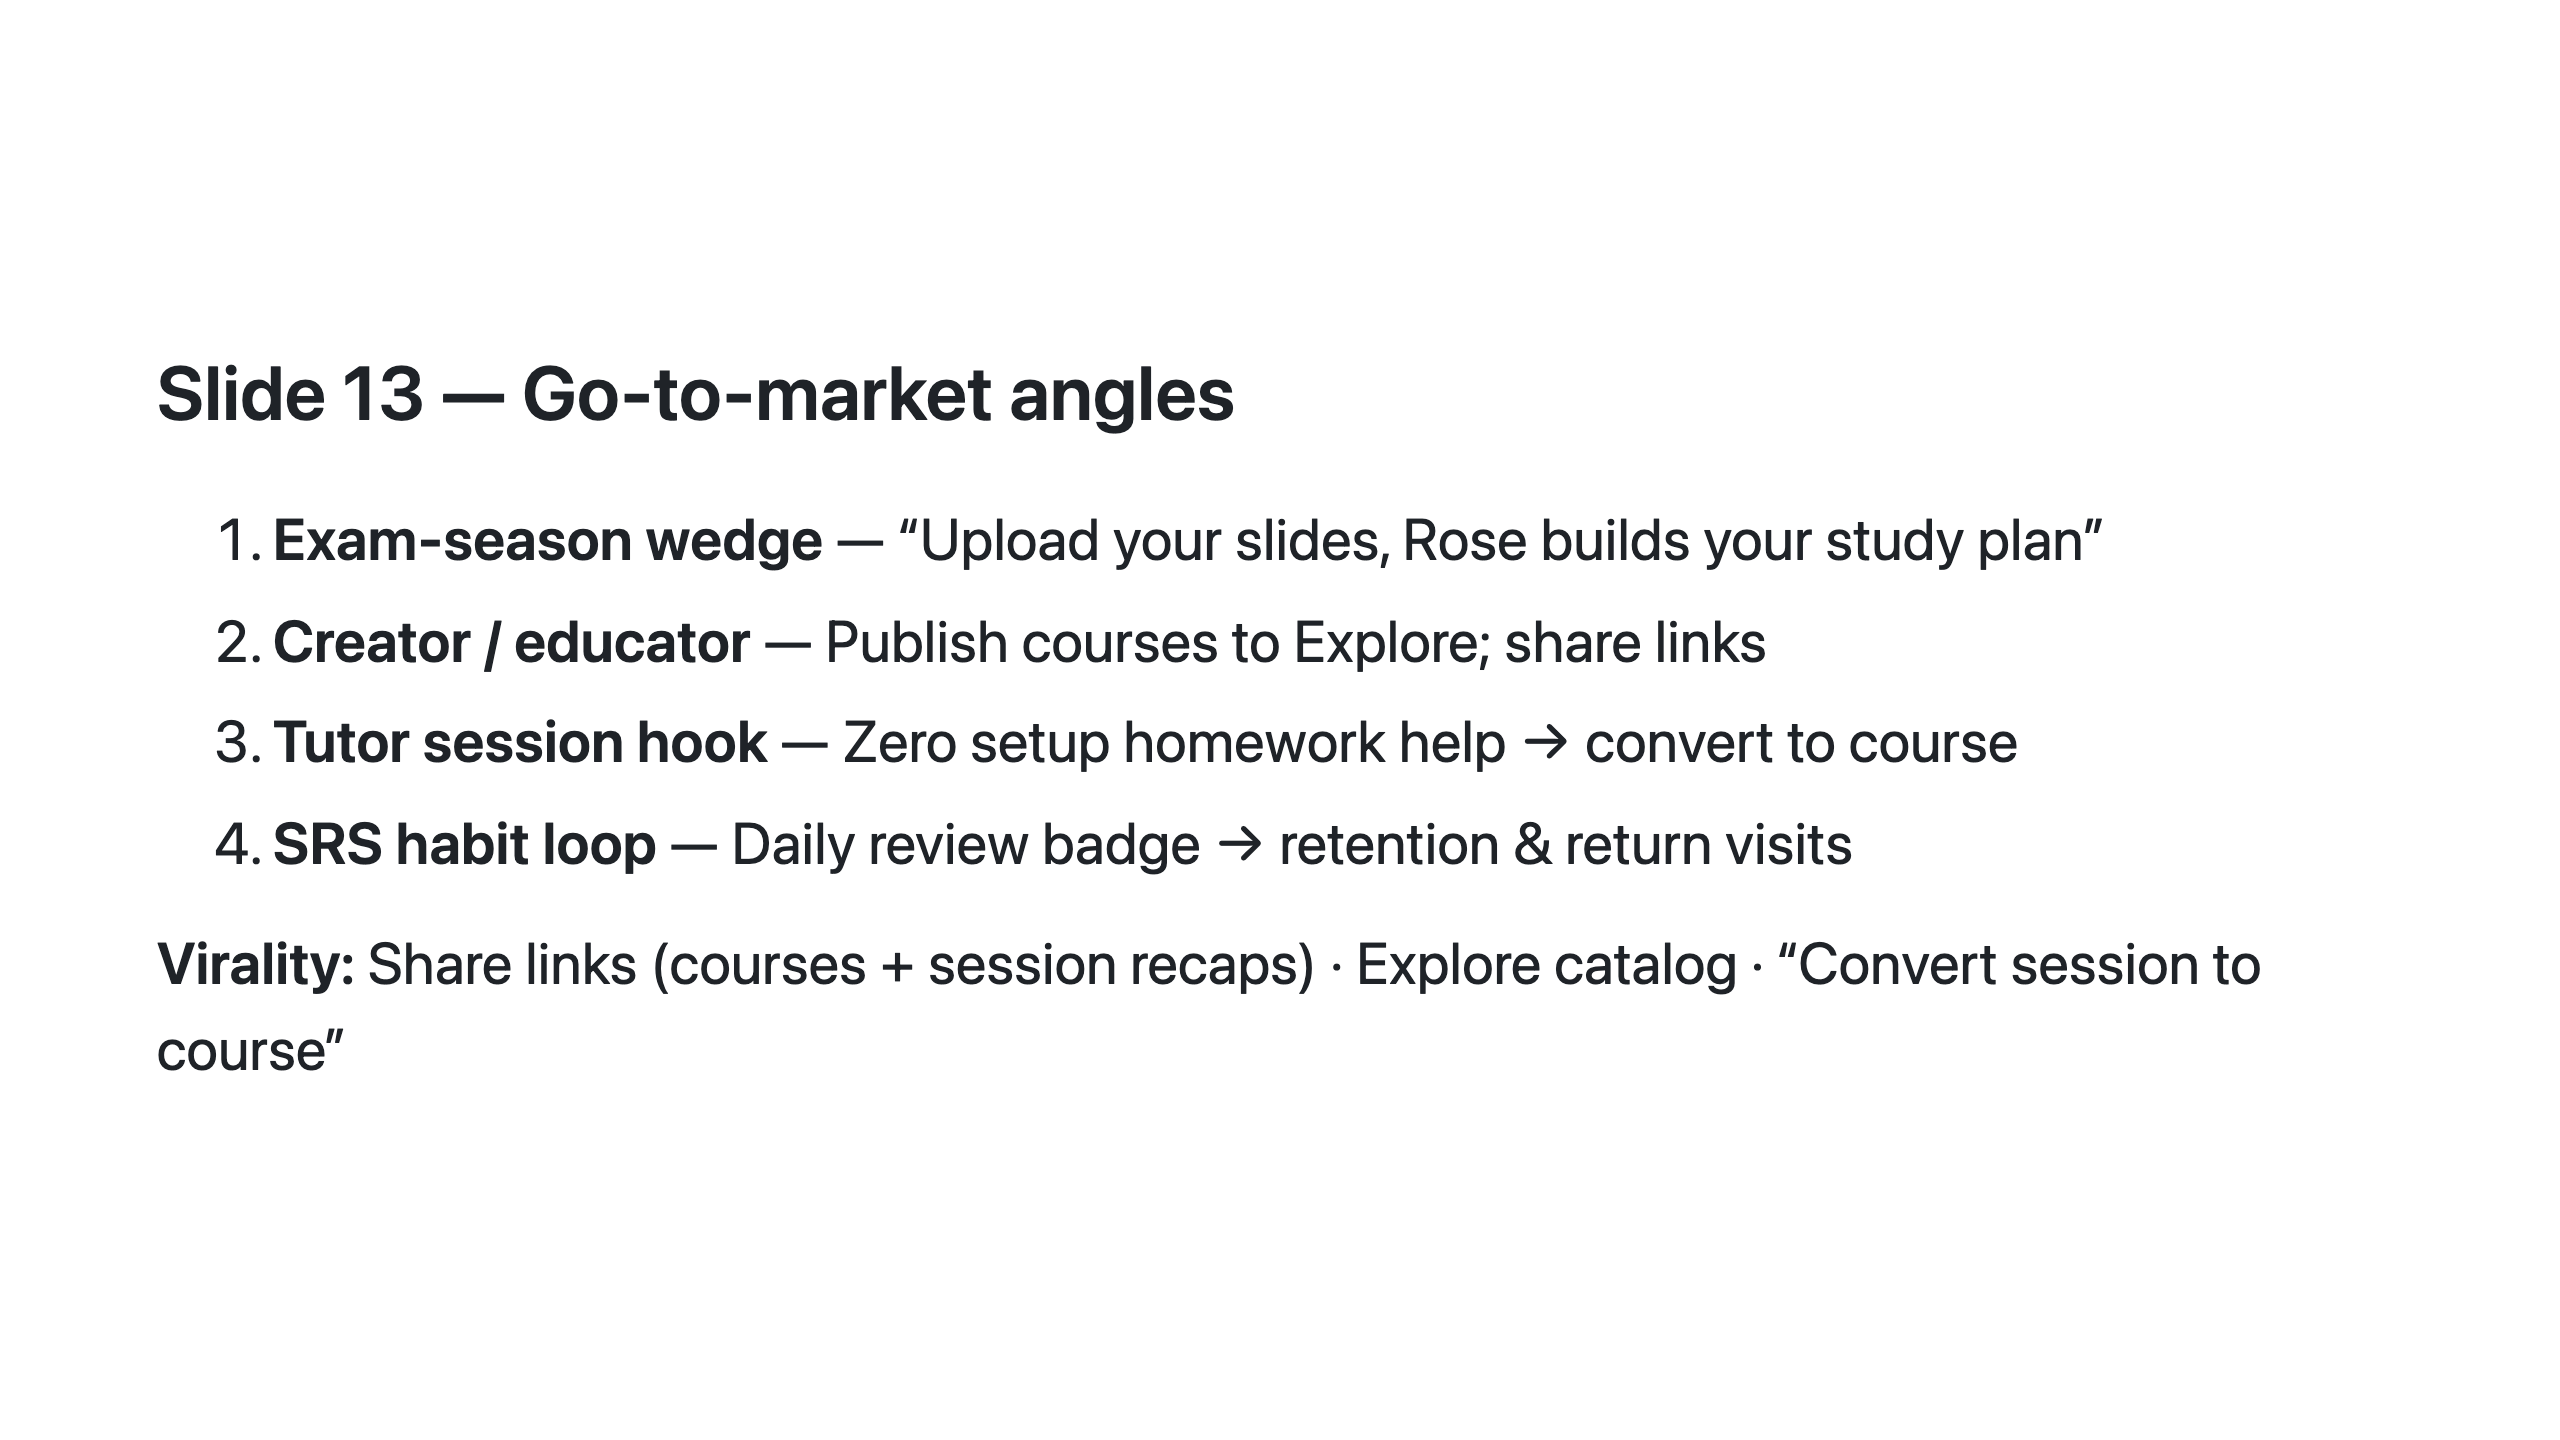 Slide 13 — Go-to-market angles
1. Exam-season wedge — “Upload your slides, Rose builds your study plan”
2. Creator / educator — Publish courses to Explore; share links
3. Tutor session hook — Zero setup homework help → convert to course
4. SRS habit loop — Daily review badge → retention & return visits
Virality: Share links (courses + session recaps) · Explore catalog · “Convert session to
course”